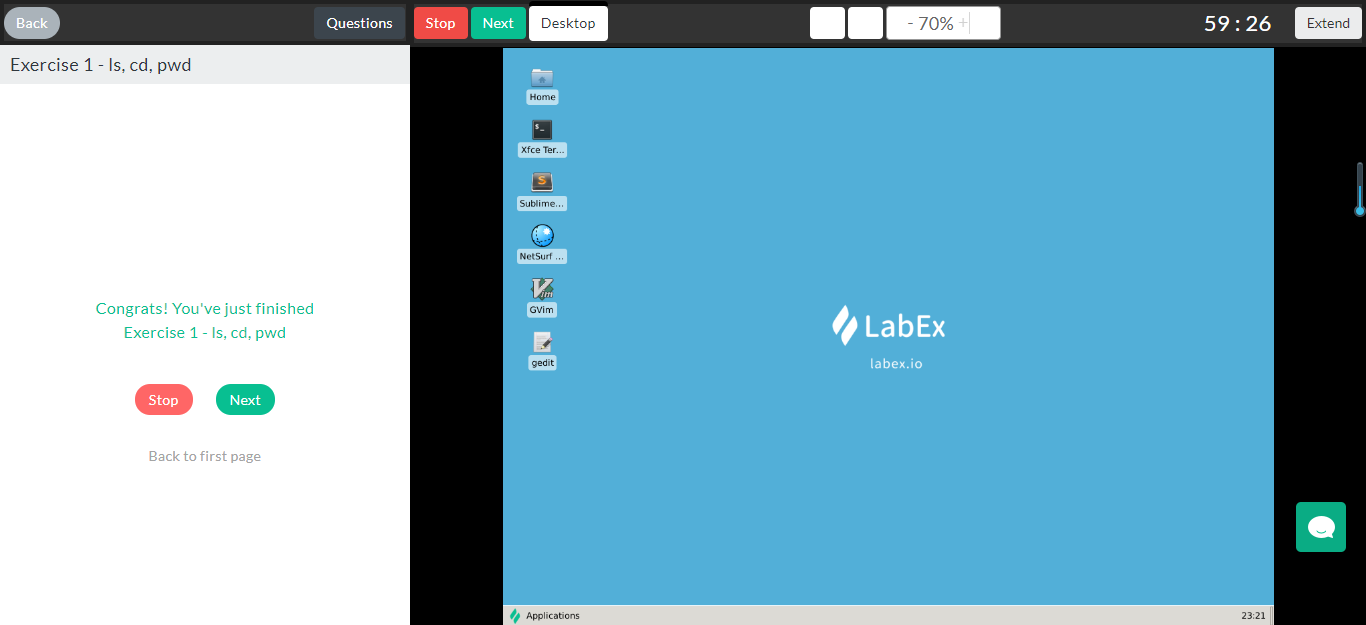 Back
Questions
Stop
Next
Desktop
- 70% +
59 : 26
Extend
Exercise 1 - ls, cd, pwd
Congrats! You've just finished
Exercise 1 - ls, cd, pwd
Stop
Next
Back to first page
Home
$_
Xfce Ter...
S
Sublime...
NetSurf ...
Vim
GVim
gedit
LabEx
labex.io
Applications
23:21